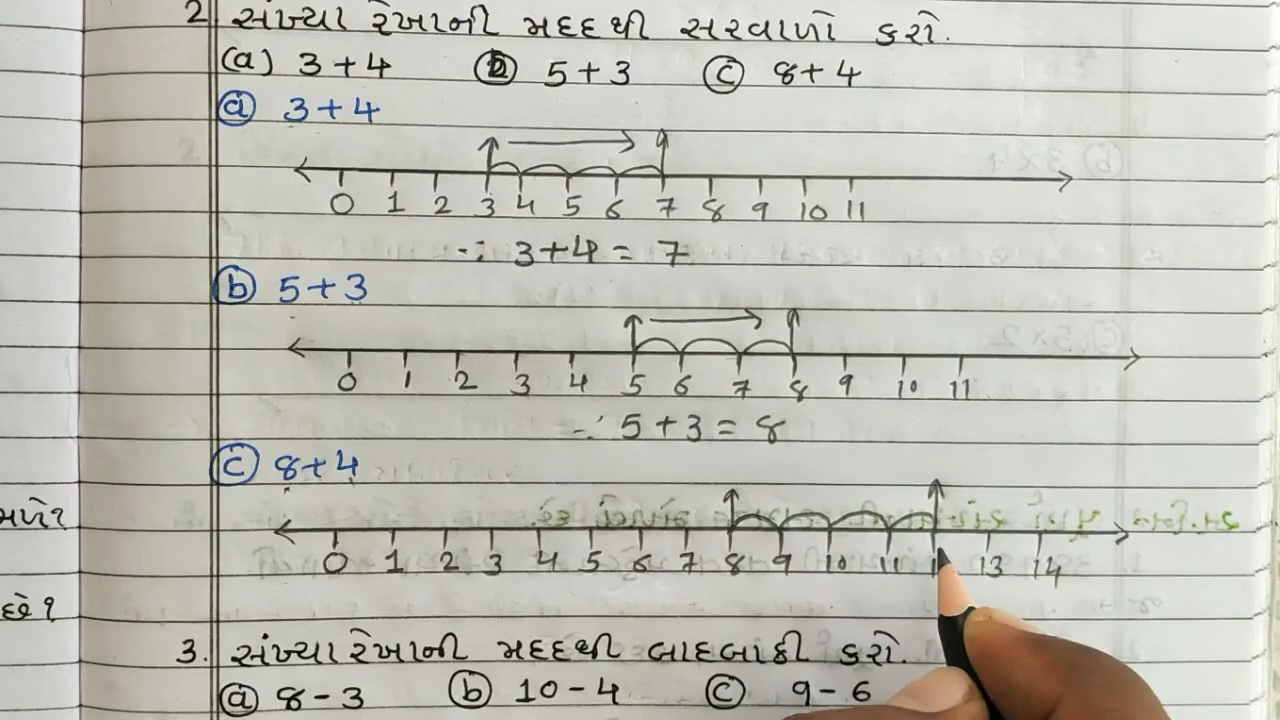 2. સંખ્યા રેખાની મદદથી સરવાળો કરો.
(a) 3+4 (b) 5+3 (c) 8+4
(a) 3+4
0 1 2 3 4 5 6 7 8 9 10 11
∴ 3+4 = 7
(b) 5+3
0 1 2 3 4 5 6 7 8 9 10 11
∴ 5+3 = 8
(c) 8+4
0 1 2 3 4 5 6 7 8 9 10 11 13 14
3. સંખ્યારેખાની મદદથી બાદબાકી કરો.
(a) 8-3 (b) 10-4 (c) 9-6